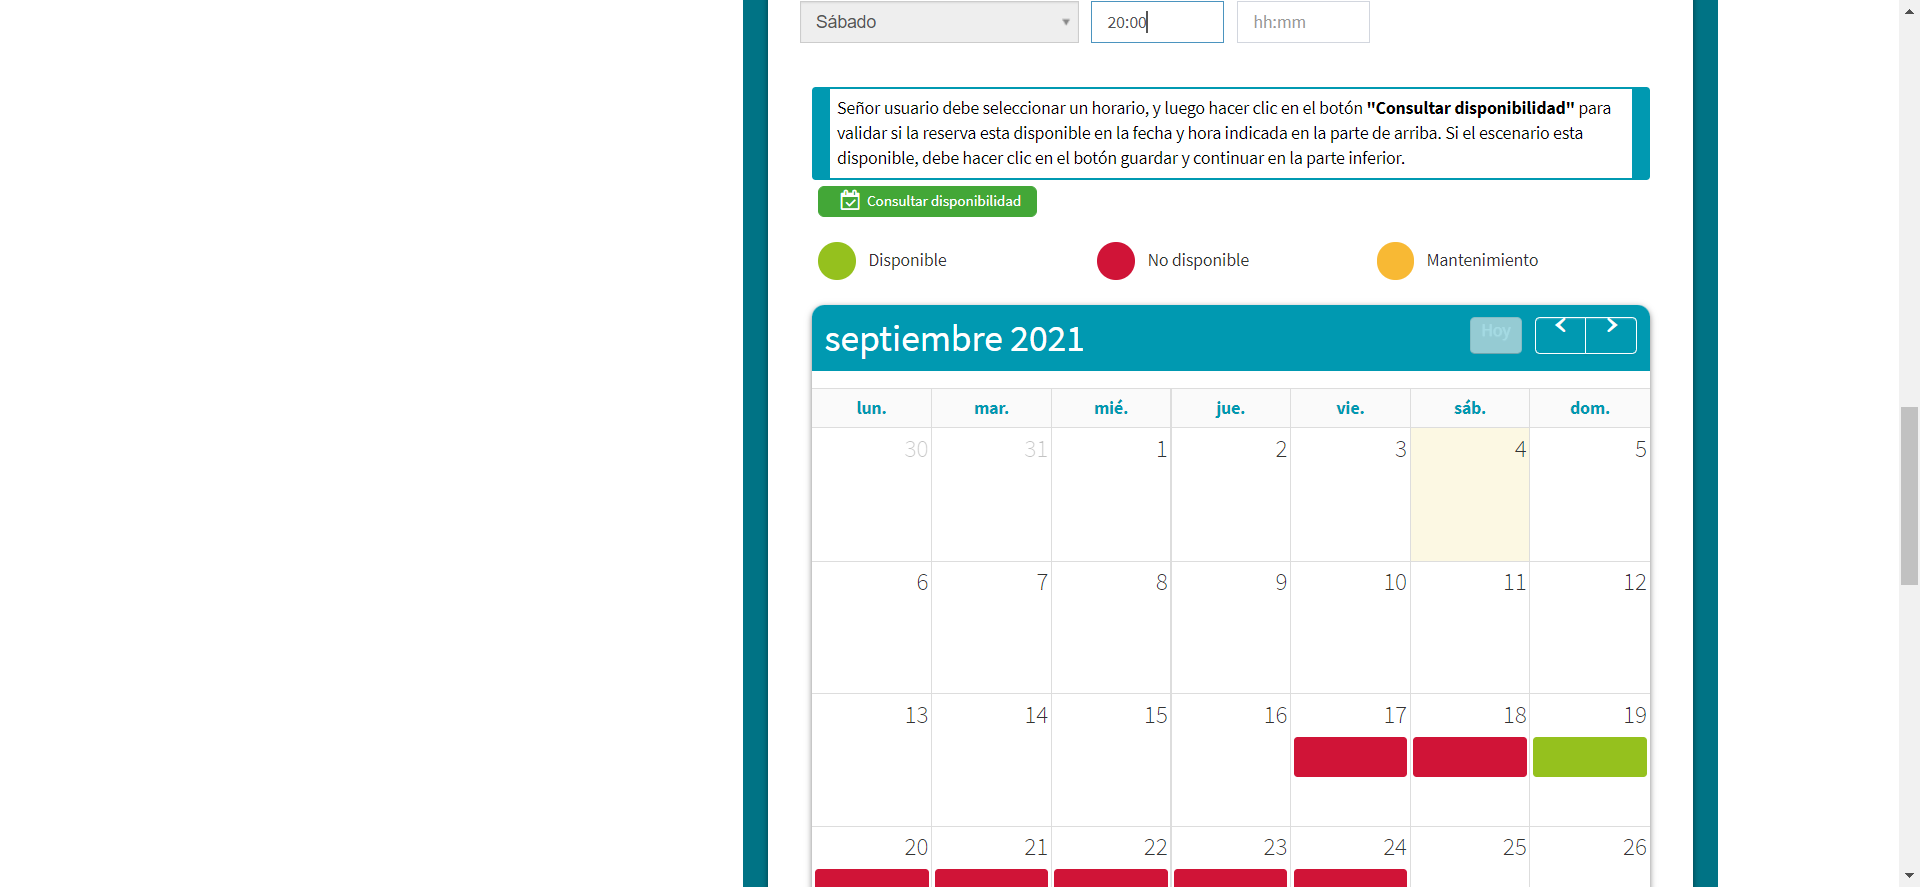 Sábado 20:00 hh:mm
Señor usuario debe seleccionar un horario, y luego hacer clic en el botón "Consultar disponibilidad" para
validar si la reserva esta disponible en la fecha y hora indicada en la parte de arriba. Si el escenario esta
disponible, debe hacer clic en el botón guardar y continuar en la parte inferior.
Consultar disponibilidad
Disponible No disponible Mantenimiento
septiembre 2021 Hoy
lun. mar. mié. jue. vie. sáb. dom.
30 31 1 2 3 4 5
6 7 8 9 10 11 12
13 14 15 16 17 18 19
20 21 22 23 24 25 26